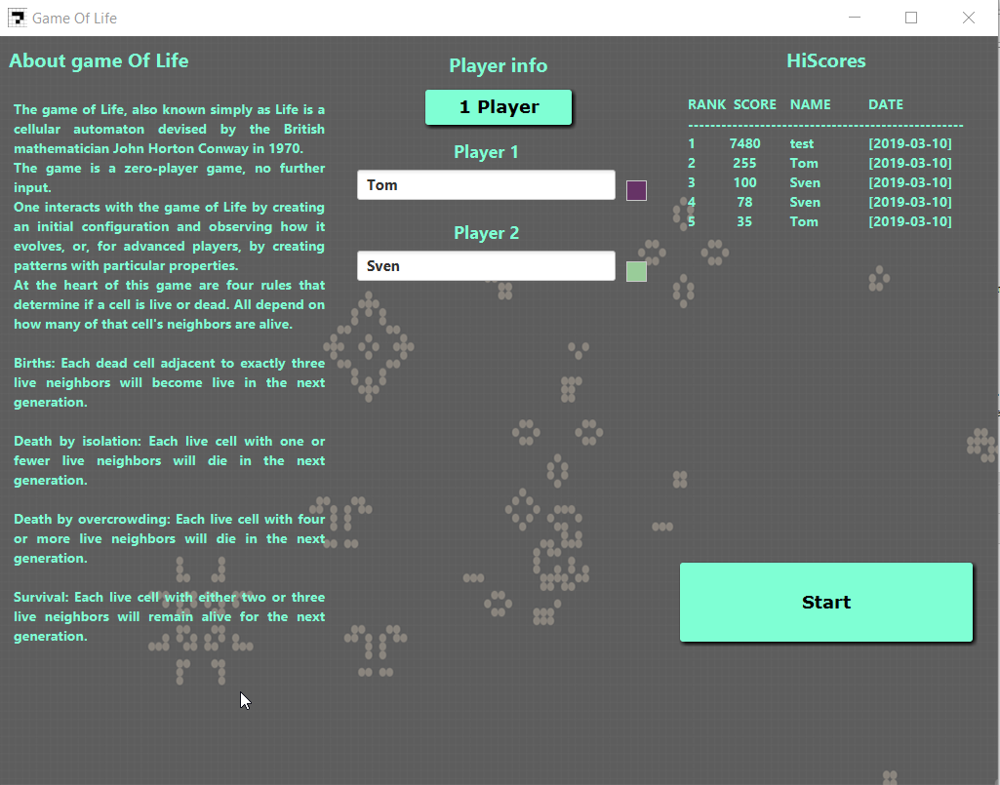 Game Of Life
About game Of Life
The game of Life, also known simply as Life is a
cellular automaton devised by the British
mathematician John Horton Conway in 1970.
The game is a zero-player game, no further
input.
One interacts with the game of Life by creating
an initial configuration and observing how it
evolves, or, for advanced players, by creating
patterns with particular properties.
At the heart of this game are four rules that
determine if a cell is live or dead. All depend on
how many of that cell's neighbors are alive.
Births: Each dead cell adjacent to exactly three
live neighbors will become live in the next
generation.
Death by isolation: Each live cell with one or
fewer live neighbors will die in the next
generation.
Death by overcrowding: Each live cell with four
or more live neighbors will die in the next
generation.
Survival: Each live cell with either two or three
live neighbors will remain alive for the next
generation.
Player info
1 Player
Player 1
Tom
Player 2
Sven
HiScores
RANK SCORE NAME DATE
--------------------------------------------------
1 7480 test [2019-03-10]
2 255 Tom [2019-03-10]
3 100 Sven [2019-03-10]
4 78 Sven [2019-03-10]
5 35 Tom [2019-03-10]
Start